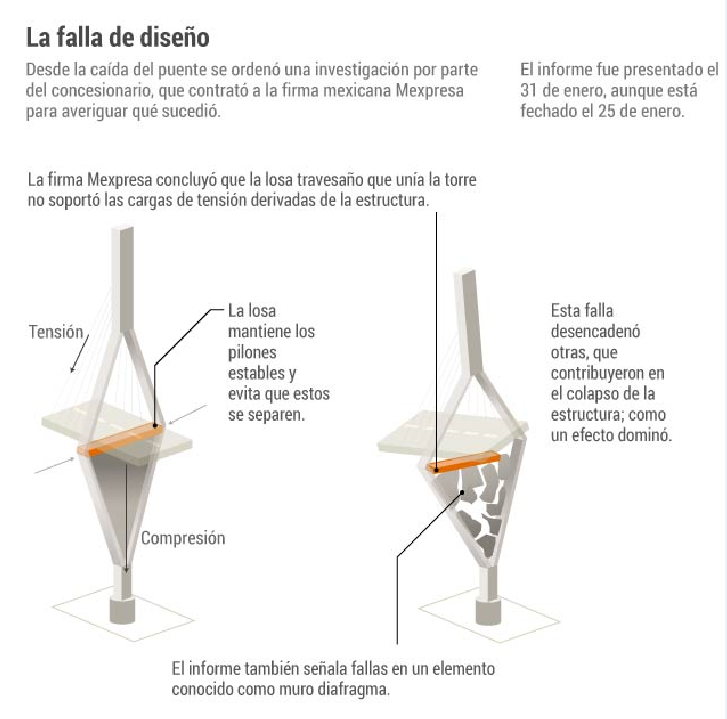 La falla de diseño
Desde la caída del puente se ordenó una investigación por parte
del concesionario, que contrató a la firma mexicana Mexpresa
para averiguar qué sucedió.
El informe fue presentado el
31 de enero, aunque está
fechado el 25 de enero.
La firma Mexpresa concluyó que la losa travesaño que unía la torre
no soportó las cargas de tensión derivadas de la estructura.
Tensión
La losa
mantiene los
pilones
estables y
evita que estos
se separen.
Esta falla
desencadenó
otras, que
contribuyeron en
el colapso de la
estructura; como
un efecto dominó.
Compresión
El informe también señala fallas en un elemento
conocido como muro diafragma.